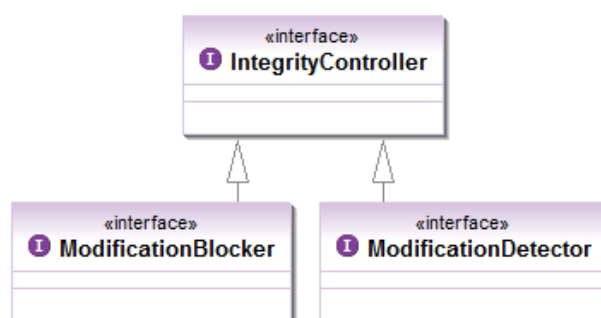 «interface»
I IntegrityController
«interface»
I ModificationBlocker
«interface»
I ModificationDetector